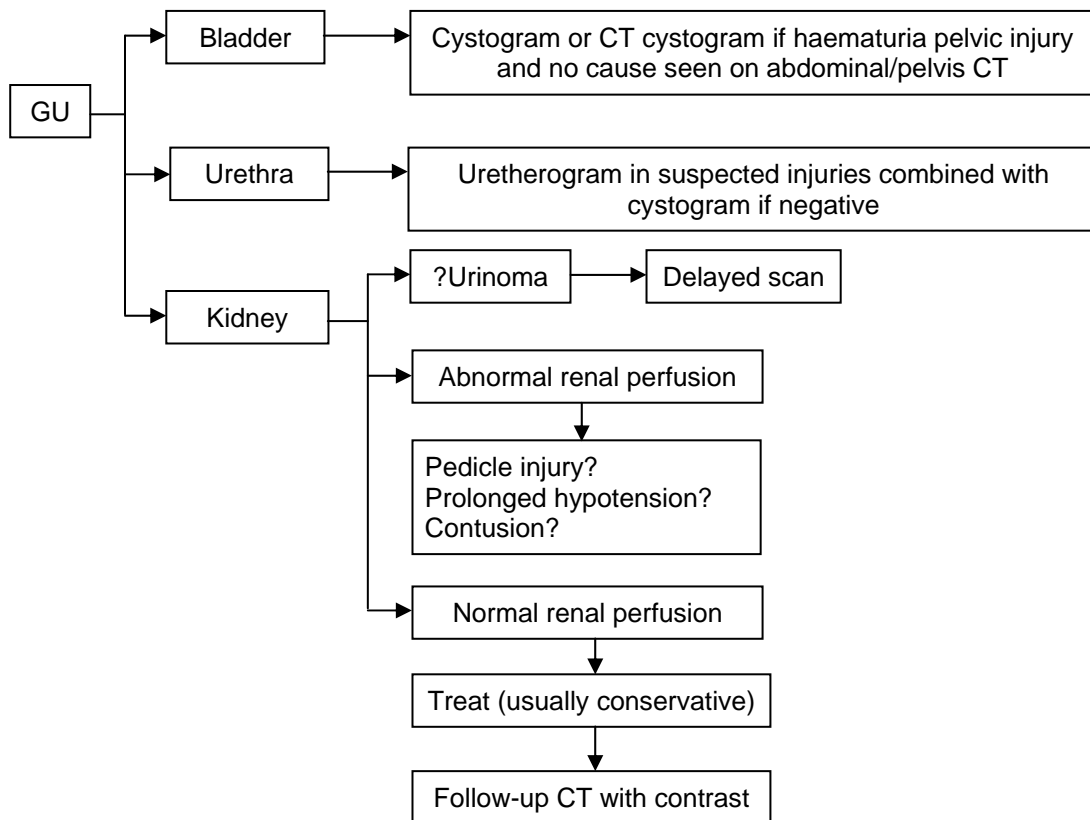 Bladder
Cystogram or CT cystogram if haematuria pelvic injury
and no cause seen on abdominal/pelvis CT
GU
Urethra
Uretherogram in suspected injuries combined with
cystogram if negative
Kidney
?Urinoma
Delayed scan
Abnormal renal perfusion
Pedicle injury?
Prolonged hypotension?
Contusion?
Normal renal perfusion
Treat (usually conservative)
Follow-up CT with contrast